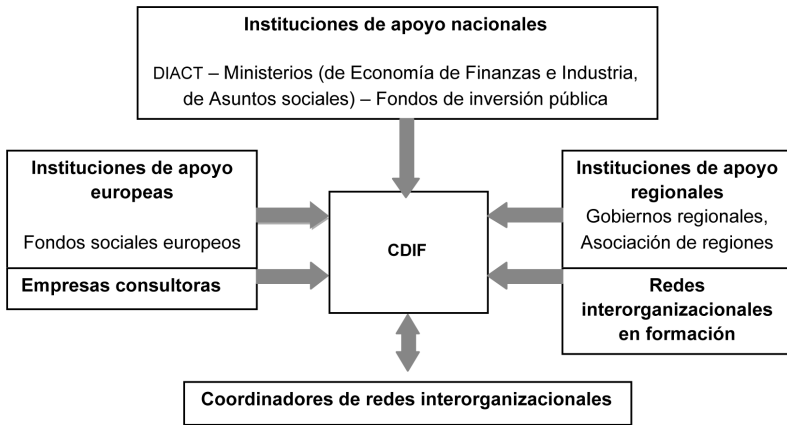 Instituciones de apoyo nacionales
DIACT – Ministerios (de Economía de Finanzas e Industria,
de Asuntos sociales) – Fondos de inversión pública
Instituciones de apoyo
europeas
Fondos sociales europeos
Empresas consultoras
CDIF
Instituciones de apoyo
regionales
Gobiernos regionales,
Asociación de regiones
Redes
interorganizacionales
en formación
Coordinadores de redes interorganizacionales